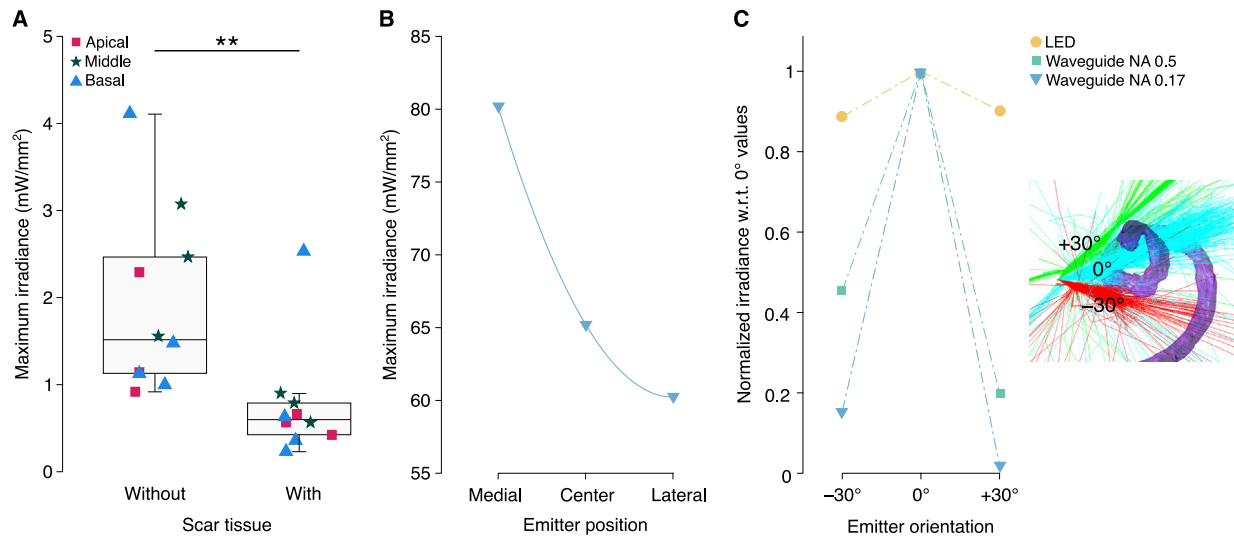 A
Maximum irradiance (mW/mm²)
5
4
3
2
1
0
Apical
Middle
Basal
**
Without
With
Scar tissue
B
Maximum irradiance (mW/mm²)
85
80
75
70
65
60
55
Medial
Center
Lateral
Emitter position
C
Normalized irradiance w.r.t. 0° values
1
0.8
0.6
0.4
0.2
0
−30°
0°
+30°
Emitter orientation
LED
Waveguide NA 0.5
Waveguide NA 0.17
+30°
0°
−30°